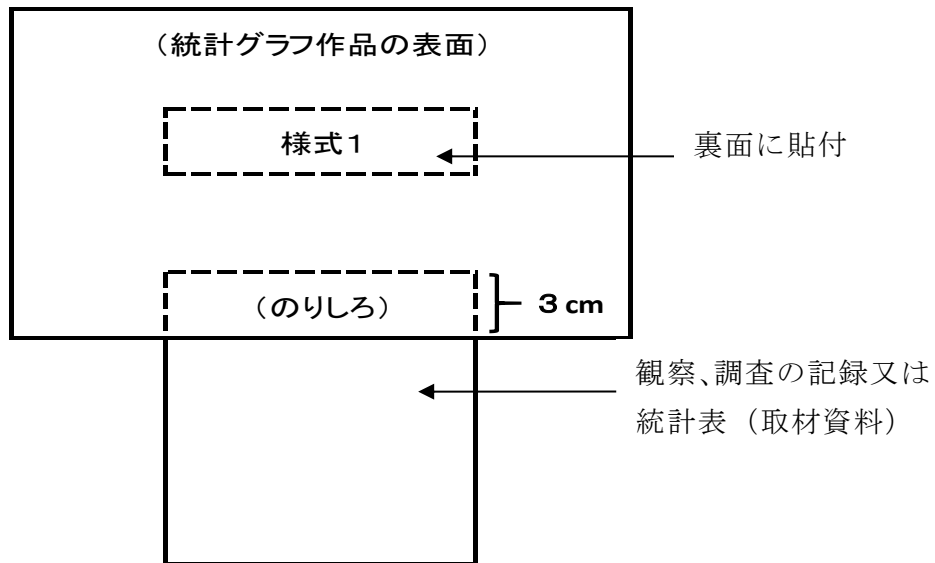 (統計グラフ作品の表面)
様式1
裏面に貼付
(のりしろ)
3 cm
観察、調査の記録又は
統計表(取材資料)